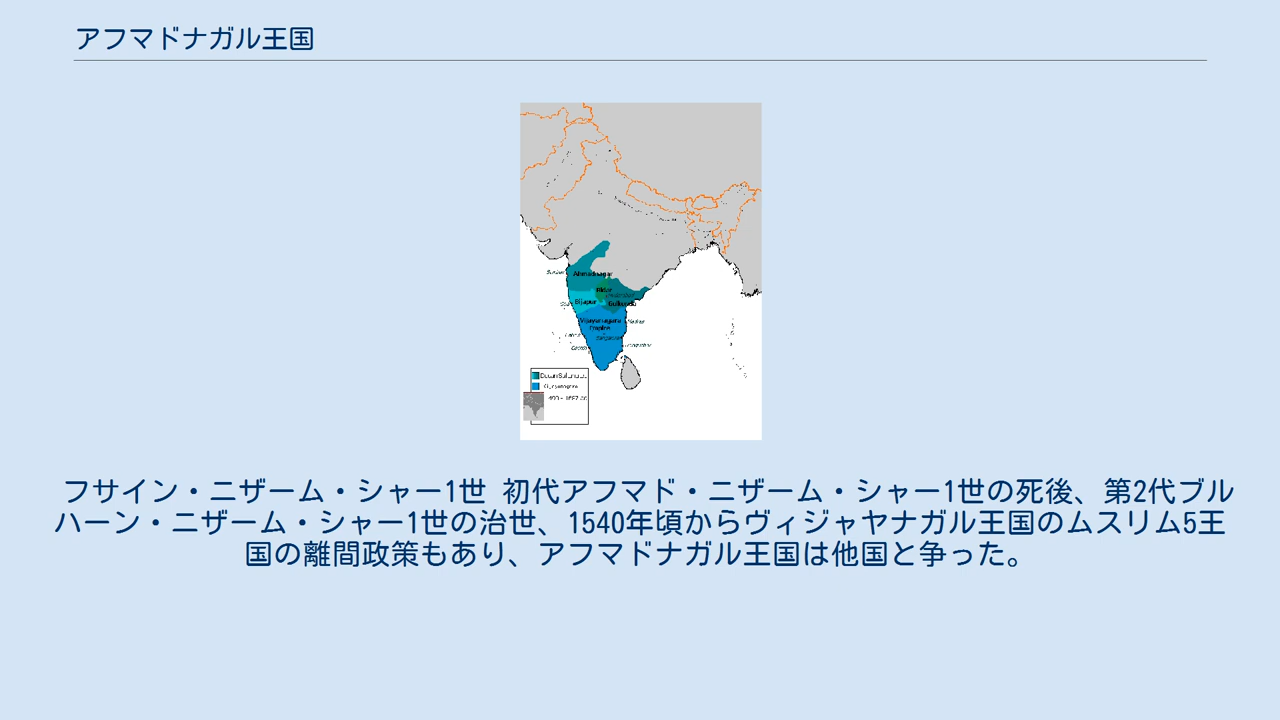 アフマドナガル王国
Ahmadnagar
Bidar
Bijapur
Golkonda
Vijayanagara
Empire
フサイン・ニザーム・シャー1世 初代アフマド・ニザーム・シャー1世の死後、第2代ブル
ハーン・ニザーム・シャー1世の治世、1540年頃からヴィジャヤナガル王国のムスリム5王
国の離間政策もあり、アフマドナガル王国は他国と争った。